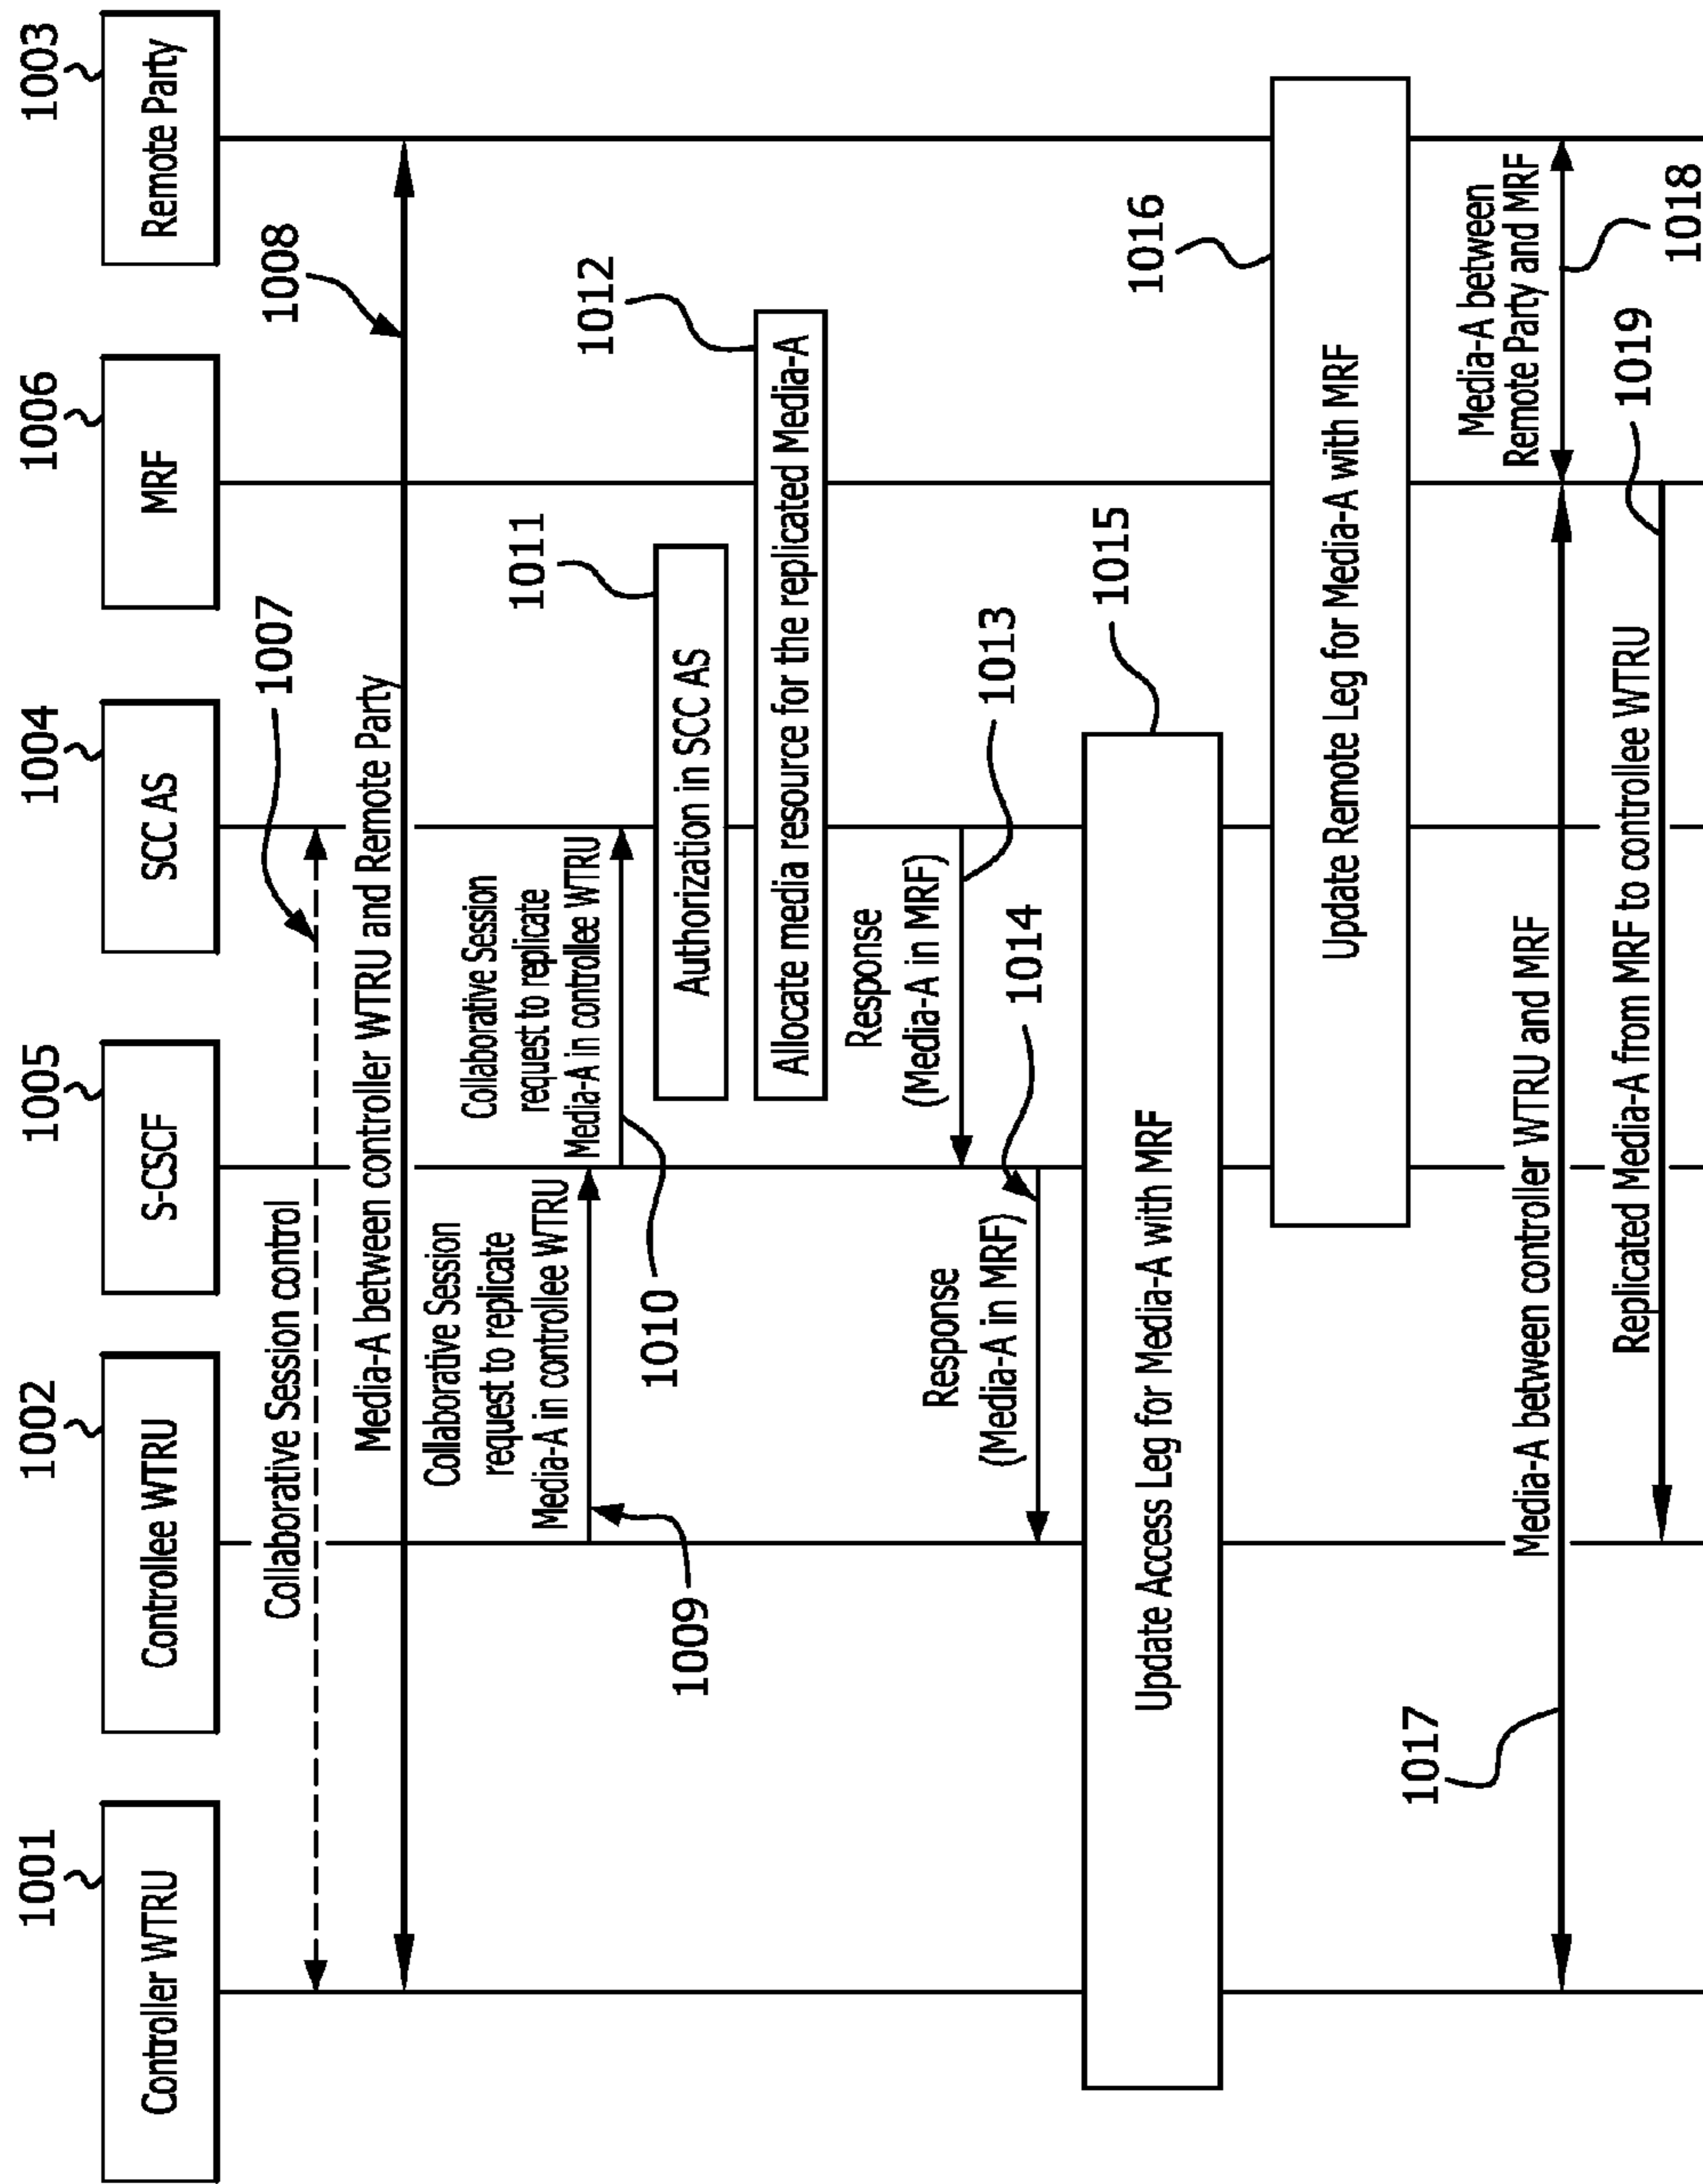 1001
1002
1005
1004
1006
1003
Controller WTRU
Controllee WTRU
S-CSCF
SCC AS
MRF
Remote Party
1007
Collaborative Session control
1008
Media-A between controller WTRU and Remote Party
Collaborative Session
request to replicate
Media-A in controllee WTRU
1009
Collaborative Session
request to replicate
Media-A in controllee WTRU
1010
1011
Authorization in SCC AS
1012
Allocate media resource for the replicated Media-A
Response
(Media-A in MRF)
1013
Response
(Media-A in MRF)
1014
1015
Update Access Leg for Media-A with MRF
1016
Update Remote Leg for Media-A with MRF
1017
Media-A between controller WTRU and MRF
Media-A between
Remote Party and MRF
1018
Replicated Media-A from MRF to controllee WTRU
1019